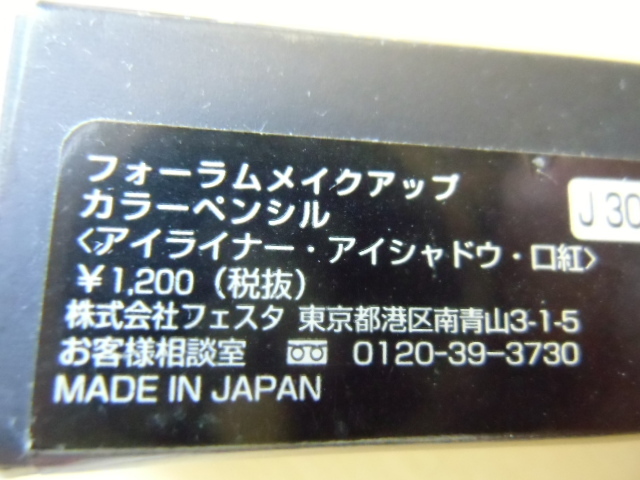 フォーラムメイクアップ
カラーペンシル
J 30
〈アイライナー・アイシャドウ・口紅〉
￥1,200（税抜）
株式会社フェスタ 東京都港区南青山3-1-5
お客様相談室 0120-39-3730
MADE IN JAPAN